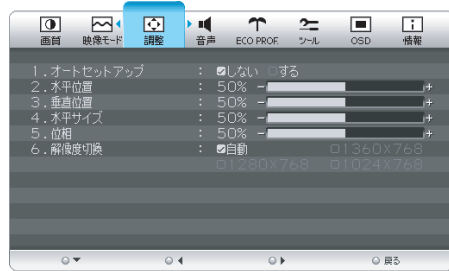 画質 映像モード 調整 音声 ECO PROF. ツール OSD 情報
1.オートセットアップ : しない する
2.水平位置 : 50% - +
3.垂直位置 : 50% - +
4.水平サイズ : 50% - +
5.位相 : 50% - +
6.解像度切換 : 自動 1360X768
1280X768 1024X768
戻る